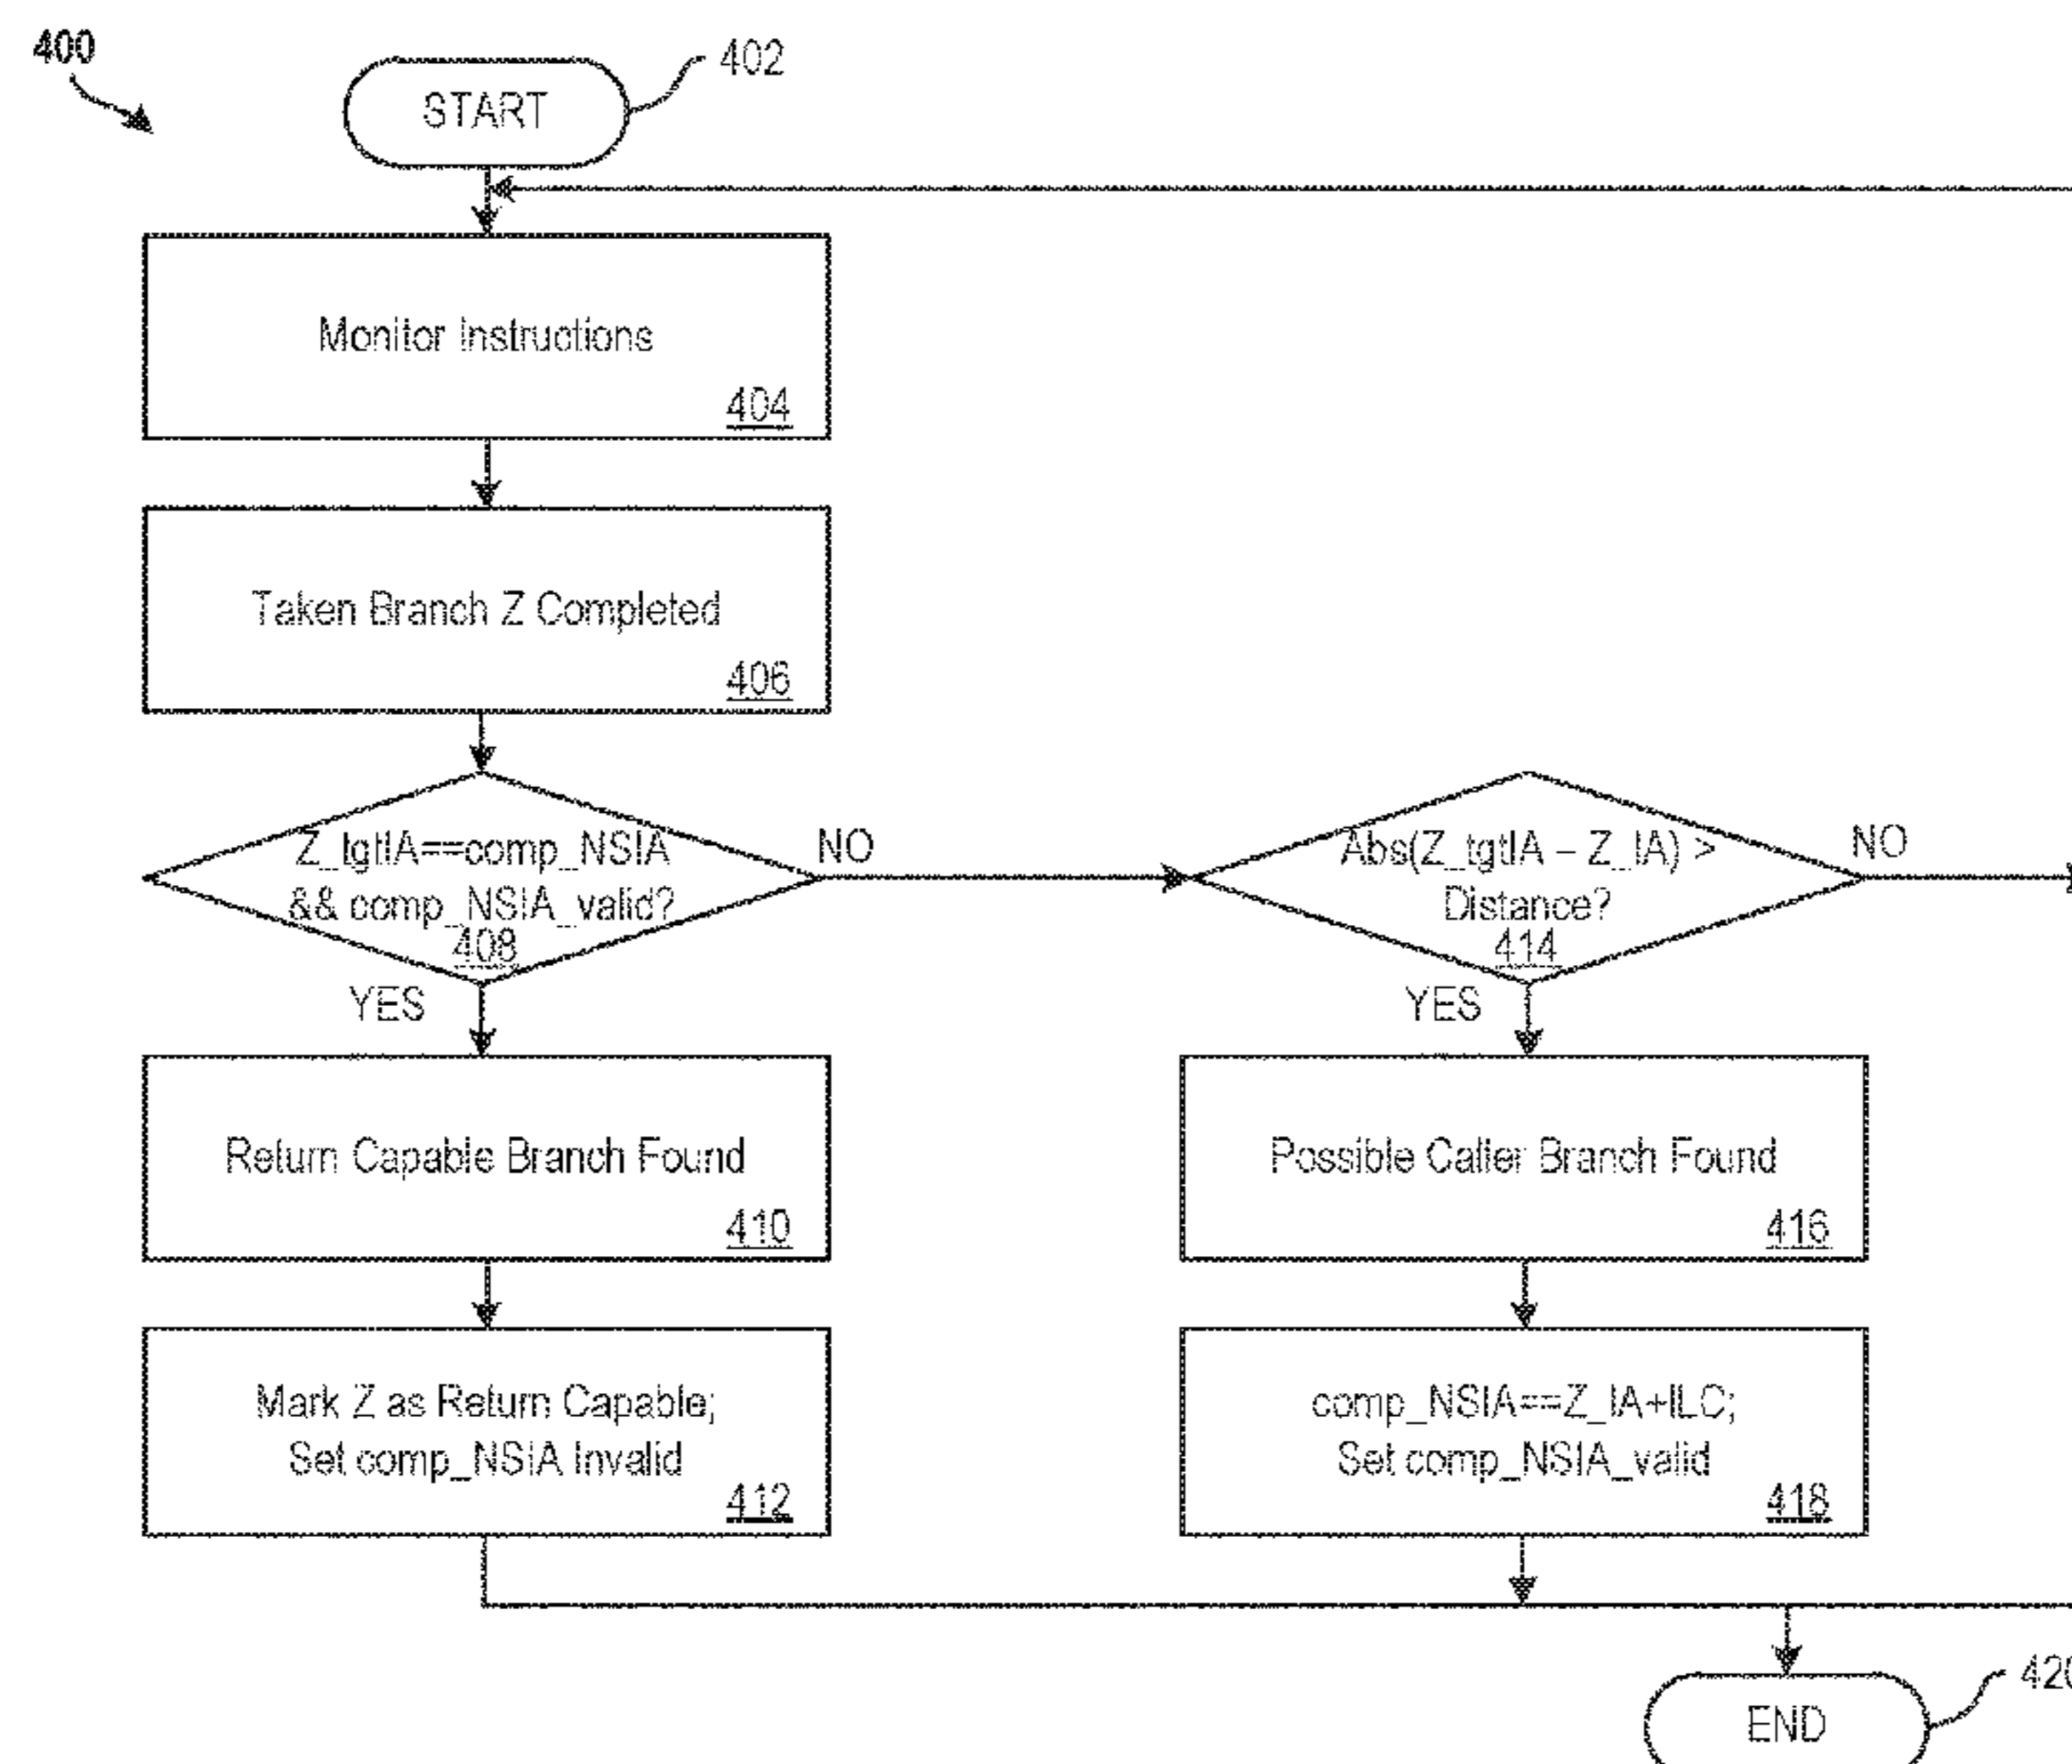 400
START
402
Monitor Instructions
404
Taken Branch Z Completed
406
Z_tgtIA==comp_NSIA
&& comp_NSIA_valid?
408
NO
YES
Abs(Z_tgtIA – Z_IA) >
Distance?
414
NO
YES
Return Capable Branch Found
410
Possible Caller Branch Found
416
Mark Z as Return Capable;
Set comp_NSIA Invalid
412
comp_NSIA==Z_IA+ILC;
Set comp_NSIA_valid
418
END
420